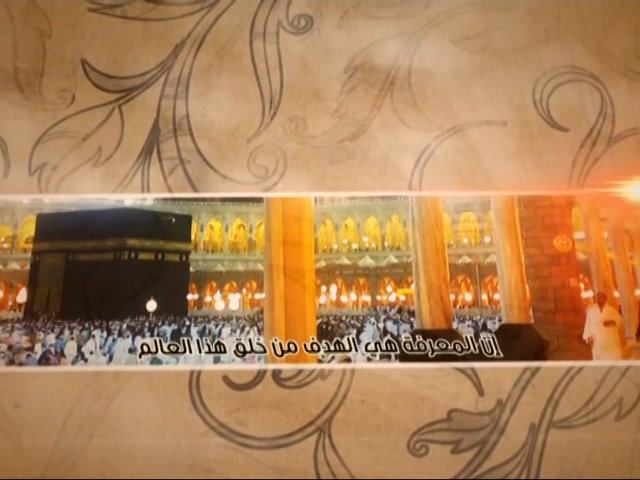 إن المعرفة هي الهدف من خلق هذا العالم